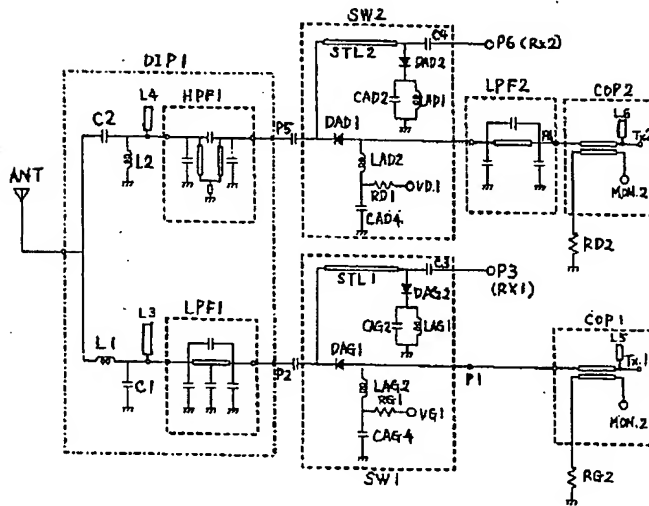 SW2
C4
P6 (Rx2)
STL2
DAD2
DIP1
CAD2
LAD1
LPF2
COP2
L4
HPF1
C2
P5
DAD1
L6
P4
Tx2
L2
LAD2
ANT
RD1
VD.1
MON.2
CAD4
RD2
C3
P3
STL1
(RX1)
DAG2
COP1
L3
LPF1
CAG2
LAG1
L5
L1
DAG1
Tx.1
P2
P1
C1
LAG2
RG1
VG1
MON.2
CAG4
RG2
SW1